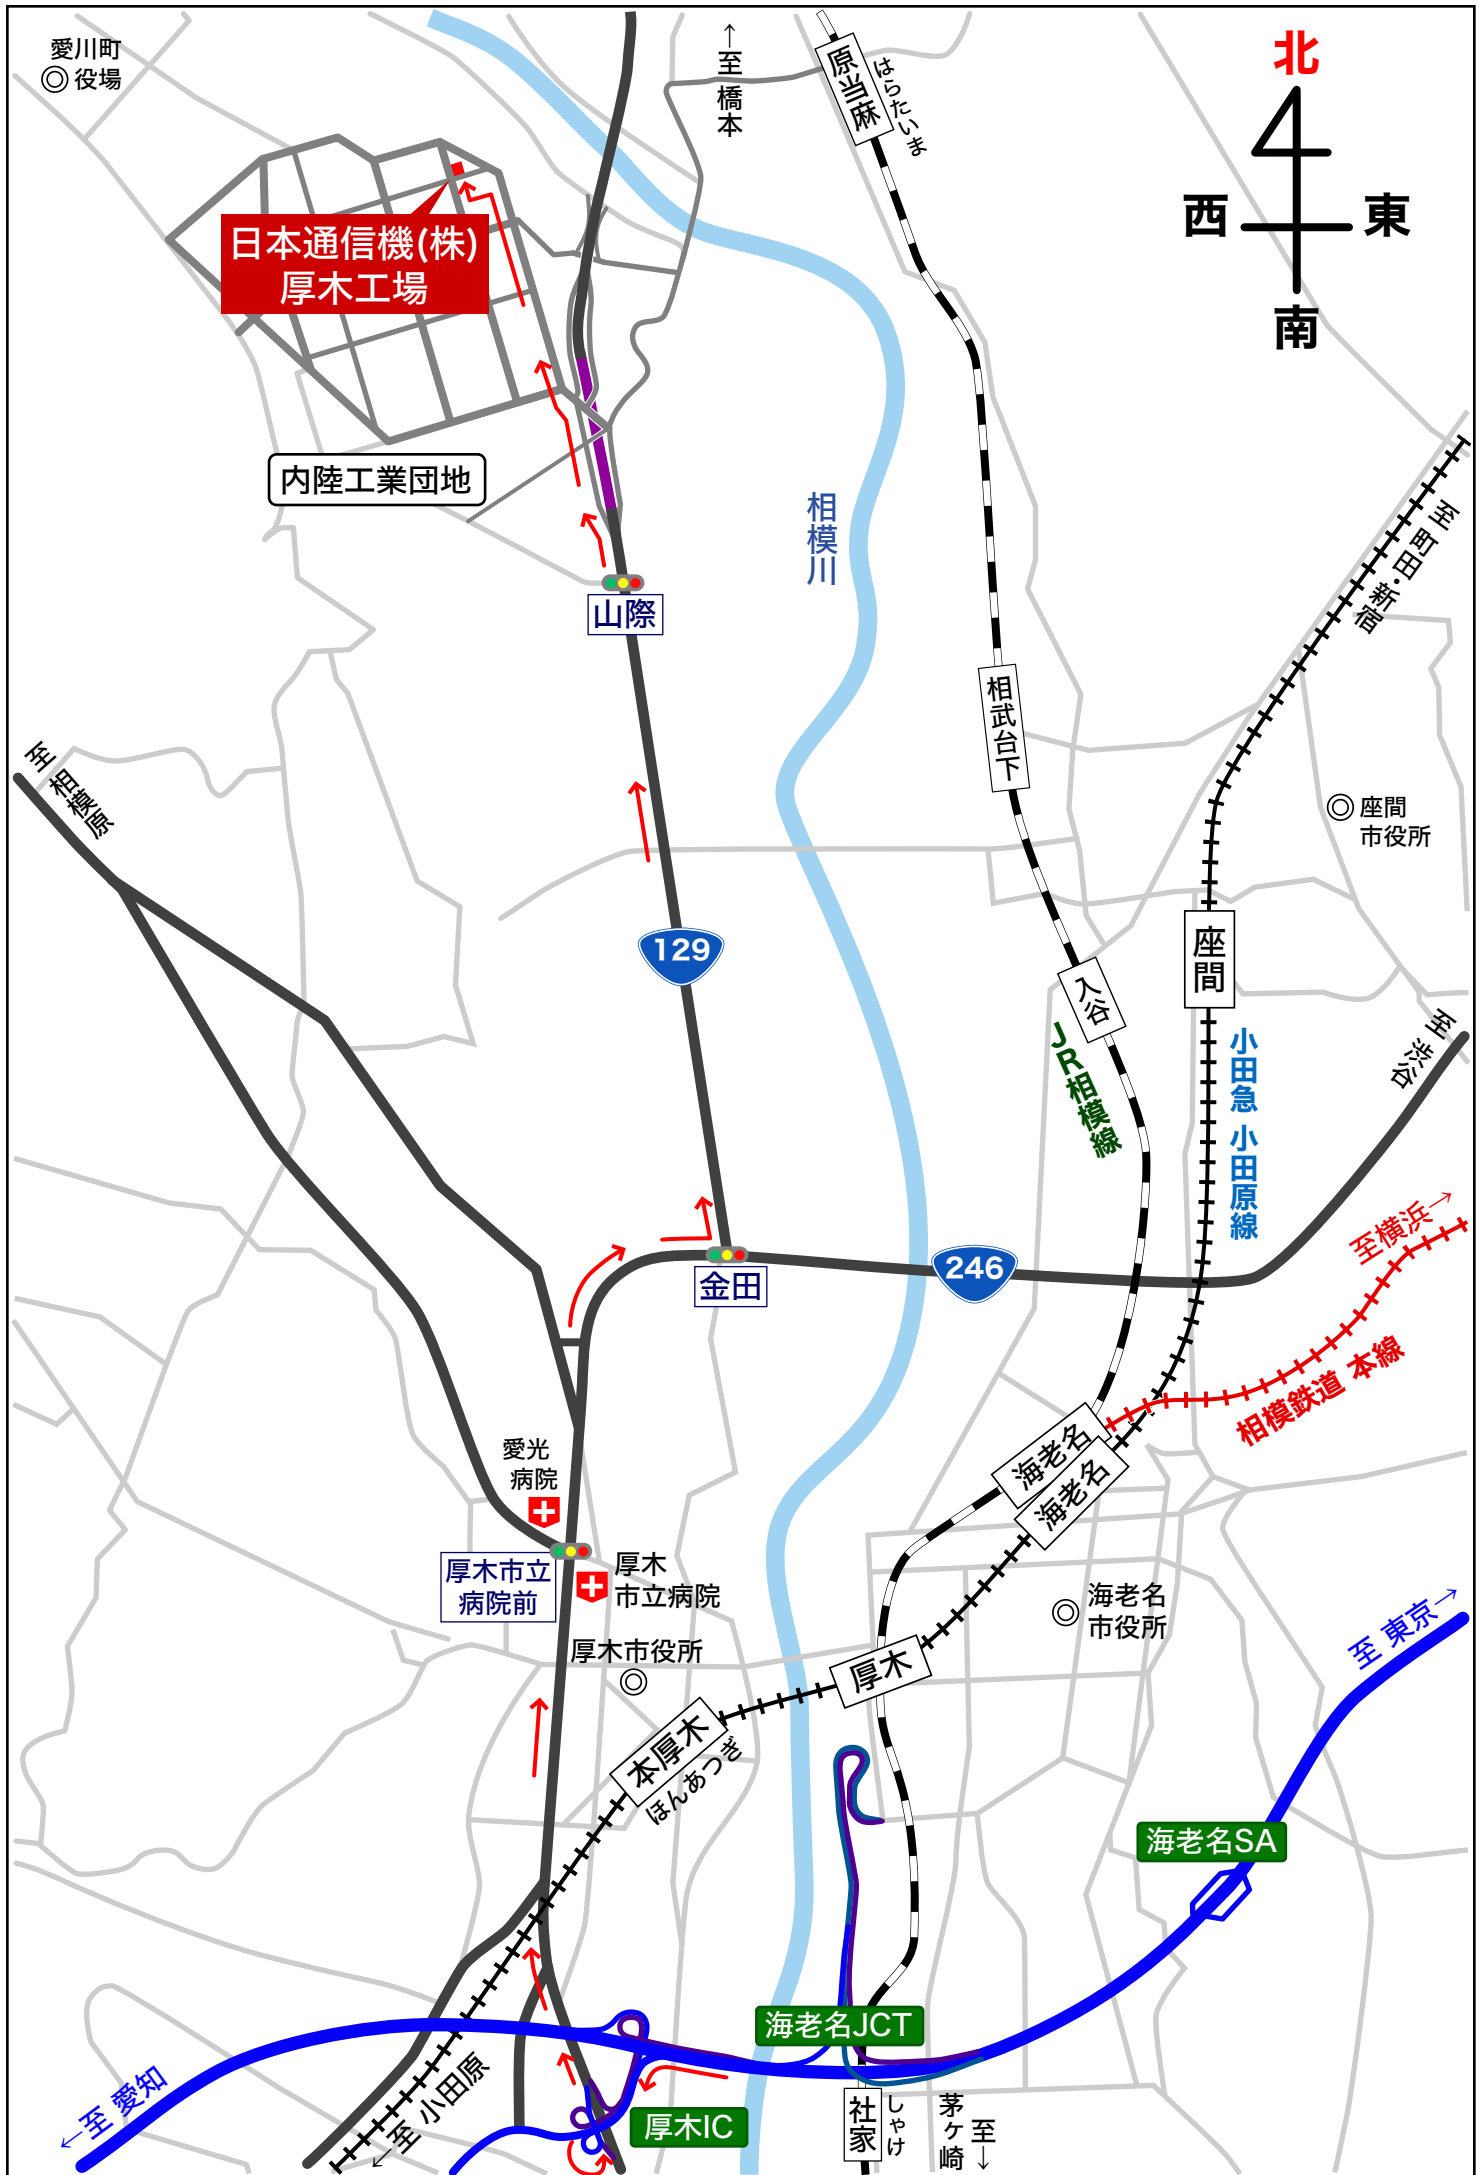 愛川町
◎ 役場
←至 橋本
原当麻
はらたいま
北
西
東
南
日本通信機(株)
厚木工場
内陸工業団地
相模川
至 町田・新宿
山際
相武台下
至 相模原
座間
市役所
129
座間
入谷
JR相模線
小田急 小田原線
至 渋谷
至横浜→
金田
246
相模鉄道 本線
愛光
病院
海老名
海老名
厚木市立
病院前
厚木
市立病院
海老名
市役所
至 東京→
厚木市役所
厚木
本厚木
ほんあつぎ
海老名SA
海老名JCT
←至 愛知
←至 小田原
厚木IC
社家
しゃけ
茅ヶ崎
至→